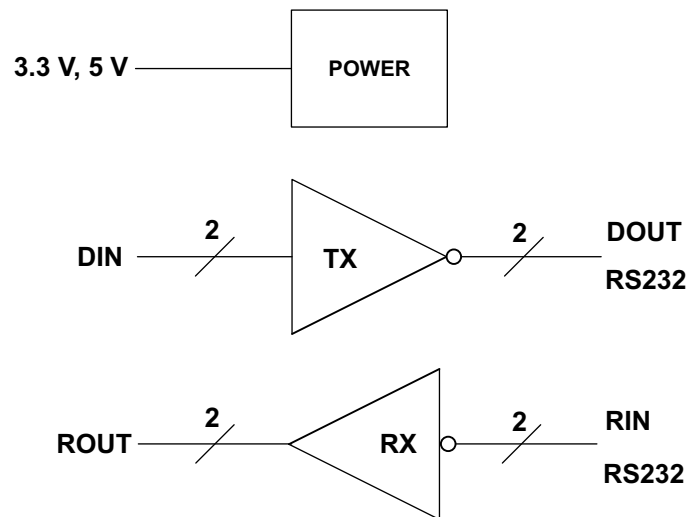 3.3 V, 5 V
POWER
DIN
2
TX
2
DOUT
RS232
ROUT
2
RX
2
RIN
RS232